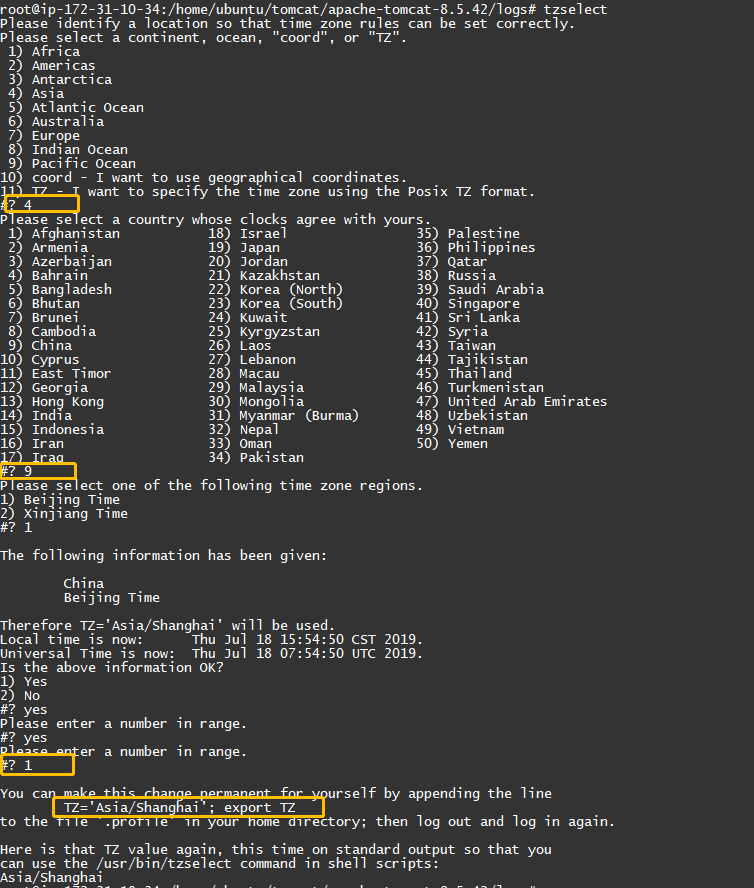 root@ip-172-31-10-34:/home/ubuntu/tomcat/apache-tomcat-8.5.42/logs# tzselect
Please identify a location so that time zone rules can be set correctly.
Please select a continent, ocean, "coord", or "TZ".
 1) Africa
 2) Americas
 3) Antarctica
 4) Asia
 5) Atlantic Ocean
 6) Australia
 7) Europe
 8) Indian Ocean
 9) Pacific Ocean
10) coord - I want to use geographical coordinates.
11) TZ - I want to specify the time zone using the Posix TZ format.
#? 4
Please select a country whose clocks agree with yours.
 1) Afghanistan           18) Israel                35) Palestine
 2) Armenia               19) Japan                 36) Philippines
 3) Azerbaijan            20) Jordan                37) Qatar
 4) Bahrain               21) Kazakhstan            38) Russia
 5) Bangladesh            22) Korea (North)         39) Saudi Arabia
 6) Bhutan                23) Korea (South)         40) Singapore
 7) Brunei                24) Kuwait                41) Sri Lanka
 8) Cambodia              25) Kyrgyzstan            42) Syria
 9) China                 26) Laos                  43) Taiwan
10) Cyprus                27) Lebanon               44) Tajikistan
11) East Timor            28) Macau                 45) Thailand
12) Georgia               29) Malaysia              46) Turkmenistan
13) Hong Kong             30) Mongolia              47) United Arab Emirates
14) India                 31) Myanmar (Burma)       48) Uzbekistan
15) Indonesia             32) Nepal                 49) Vietnam
16) Iran                  33) Oman                  50) Yemen
17) Iraq                  34) Pakistan
#? 9
Please select one of the following time zone regions.
1) Beijing Time
2) Xinjiang Time
#? 1
The following information has been given:
China
Beijing Time
Therefore TZ='Asia/Shanghai' will be used.
Local time is now:      Thu Jul 18 15:54:50 CST 2019.
Universal Time is now:  Thu Jul 18 07:54:50 UTC 2019.
Is the above information OK?
1) Yes
2) No
#? yes
Please enter a number in range.
#? yes
Please enter a number in range.
#? 1
You can make this change permanent for yourself by appending the line
TZ='Asia/Shanghai'; export TZ
to the file '.profile' in your home directory; then log out and log in again.
Here is that TZ value again, this time on standard output so that you
can use the /usr/bin/tzselect command in shell scripts:
Asia/Shanghai